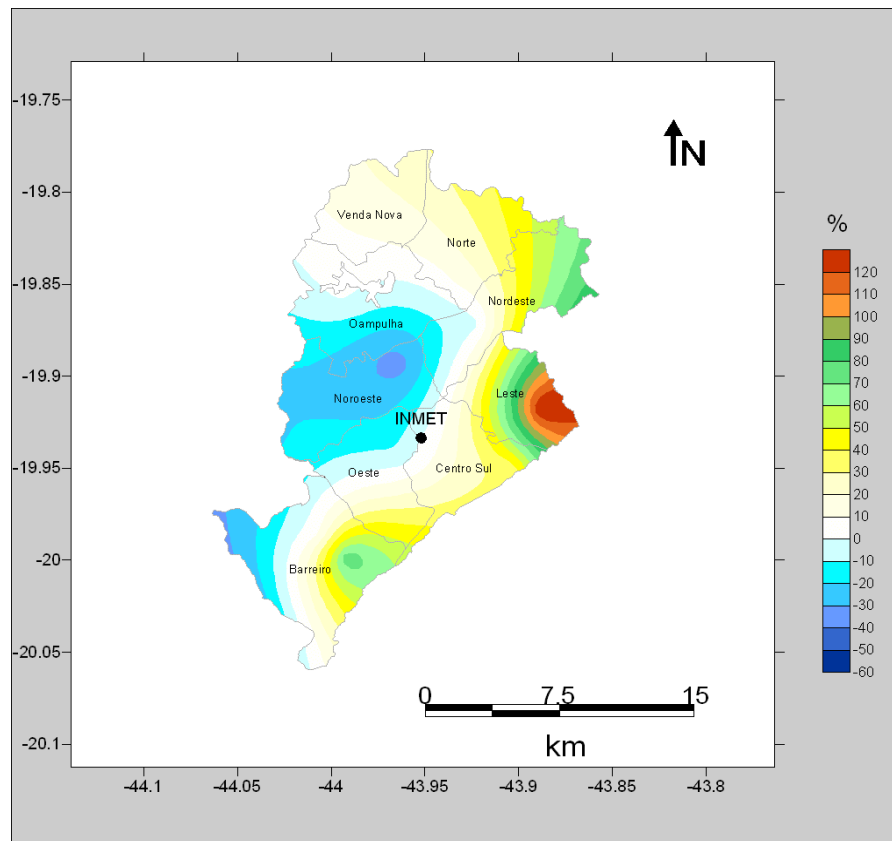 -19.75
N
-19.8
Venda Nova
Norte
%
-19.85
Nordeste
Oampulha
-19.9
Noroeste
Leste
INMET
-19.95
Oeste
Centro Sul
-20
Barreiro
-20.05
-20.1
120
110
100
90
80
70
60
50
40
30
20
10
0
-10
-20
-30
-40
-50
-60
0 7.5 15
km
-44.1 -44.05 -44 -43.95 -43.9 -43.85 -43.8